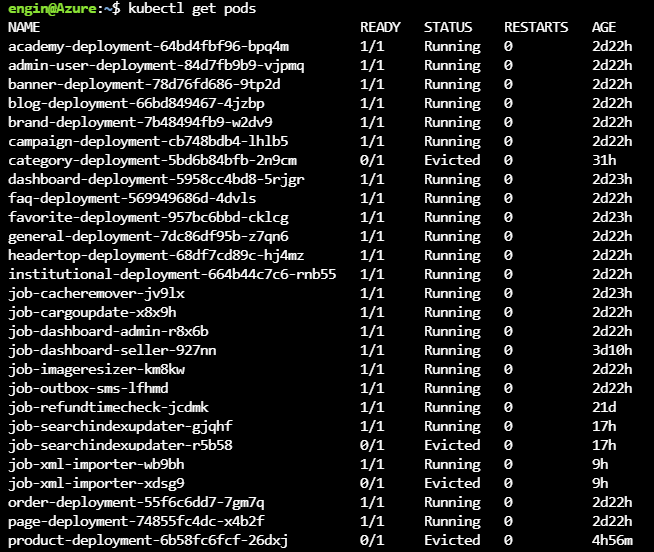 engin@Azure:~$ kubectl get pods
NAME READY STATUS RESTARTS AGE
academy-deployment-64bd4fbf96-bpq4m 1/1 Running 0 2d22h
admin-user-deployment-84d7fb9b9-vjpmq 1/1 Running 0 2d22h
banner-deployment-78d76fd686-9tp2d 1/1 Running 0 2d22h
blog-deployment-66bd849467-4jzbp 1/1 Running 0 2d22h
brand-deployment-7b48494fb9-w2dv9 1/1 Running 0 2d22h
campaign-deployment-cb748bdb4-lhlb5 1/1 Running 0 2d22h
category-deployment-5bd6b84bfb-2n9cm 0/1 Evicted 0 31h
dashboard-deployment-5958cc4bd8-5rjgr 1/1 Running 0 2d23h
faq-deployment-569949686d-4dvls 1/1 Running 0 2d22h
favorite-deployment-957bc6bbd-cklcg 1/1 Running 0 2d23h
general-deployment-7dc86df95b-z7qn6 1/1 Running 0 2d22h
headertop-deployment-68df7cd89c-hj4mz 1/1 Running 0 2d22h
institutional-deployment-664b44c7c6-rnb55 1/1 Running 0 2d22h
job-cacheremover-jv9lx 1/1 Running 0 2d23h
job-cargoupdate-x8x9h 1/1 Running 0 2d22h
job-dashboard-admin-r8x6b 1/1 Running 0 2d22h
job-dashboard-seller-927nn 1/1 Running 0 3d10h
job-imageresizer-km8kw 1/1 Running 0 2d22h
job-outbox-sms-lfhmd 1/1 Running 0 2d22h
job-refundtimecheck-jcdmk 1/1 Running 0 21d
job-searchindexupdater-gjqhf 1/1 Running 0 17h
job-searchindexupdater-r5b58 0/1 Evicted 0 17h
job-xml-importer-wb9bh 1/1 Running 0 9h
job-xml-importer-xdsg9 0/1 Evicted 0 9h
order-deployment-55f6c6dd7-7gm7q 1/1 Running 0 2d22h
page-deployment-74855fc4dc-x4b2f 1/1 Running 0 2d22h
product-deployment-6b58fc6fcf-26dxj 0/1 Evicted 0 4h56m